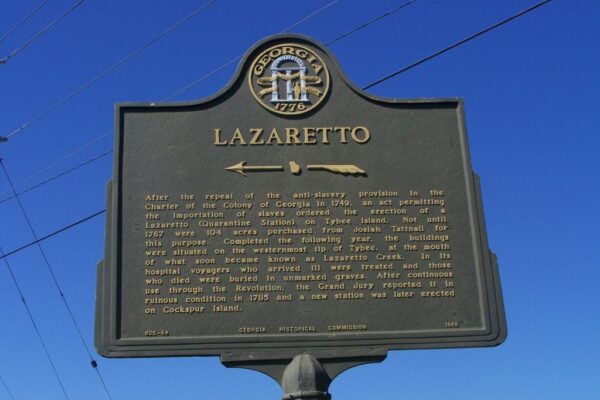 GEORGIA
1776
LAZARETTO
After the repeal of the anti-slavery provision in the
Charter of the Colony of Georgia in 1749, an act permitting
the importation of slaves ordered the erection of a
Lazaretto (Quarantine Station) on Tybee Island. Not until
1767 were 104 acres purchased from Josiah Tattnall for
this purpose. Completed the following year, the buildings
were situated on the westernmost tip of Tybee, at the mouth
of what soon became known as Lazaretto Creek. In its
hospital voyagers who arrived ill were treated and those
who died were buried in unmarked graves. After continuous
use through the Revolution, the Grand Jury reported it in
ruinous condition in 1785 and a new station was later erected
on Cockspur Island.
025-64 GEORGIA HISTORICAL COMMISSION